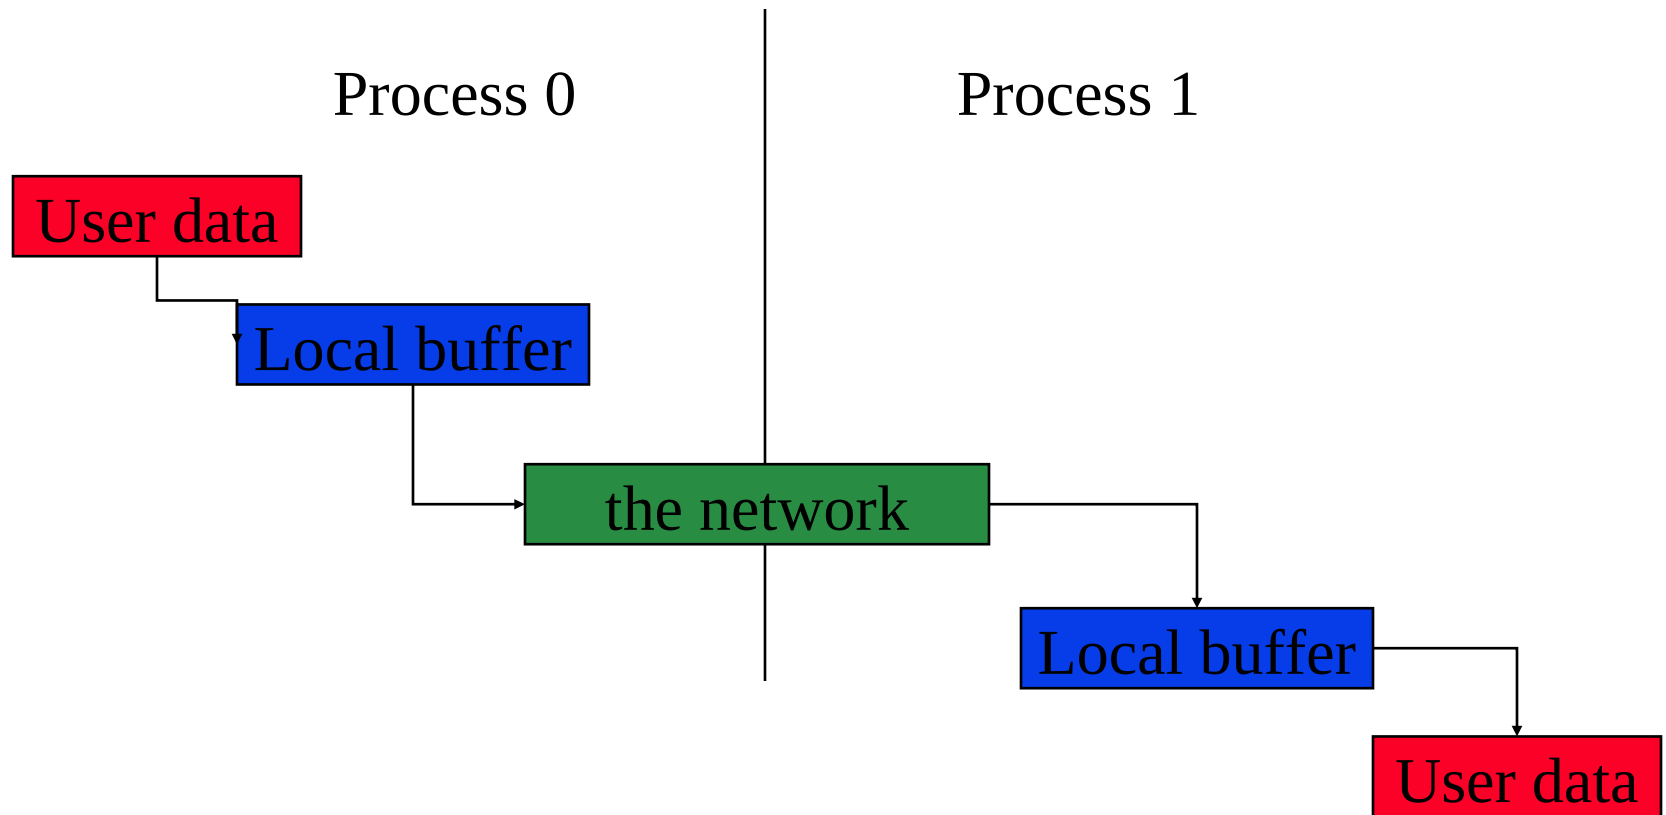 Process 0
Process 1
User data
Local buffer
the network
Local buffer
User data